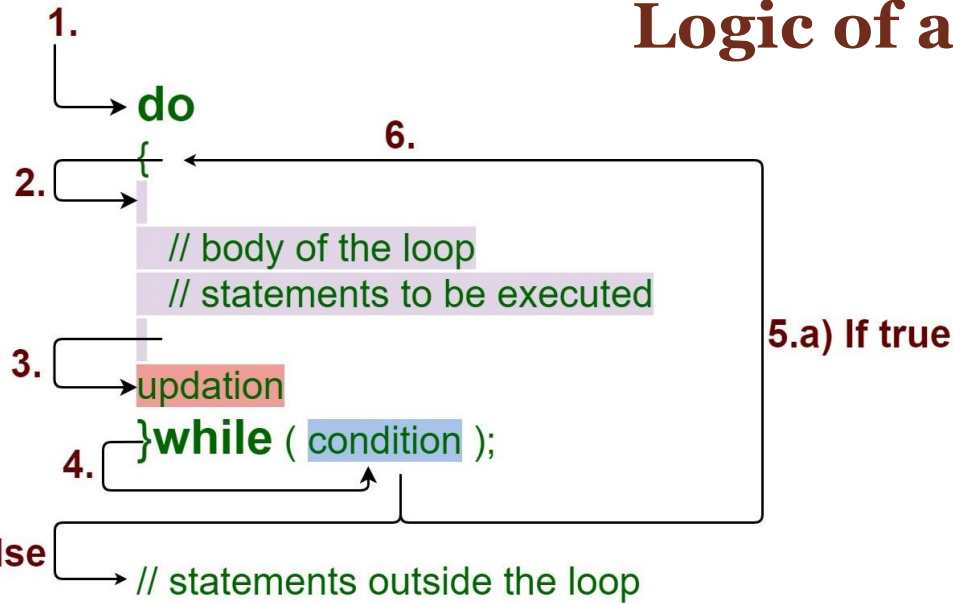 Logic of a
1.
do
6.
{
2.
// body of the loop
// statements to be executed
5.a) If true
3.
updation
}while ( condition );
4.
lse
// statements outside the loop